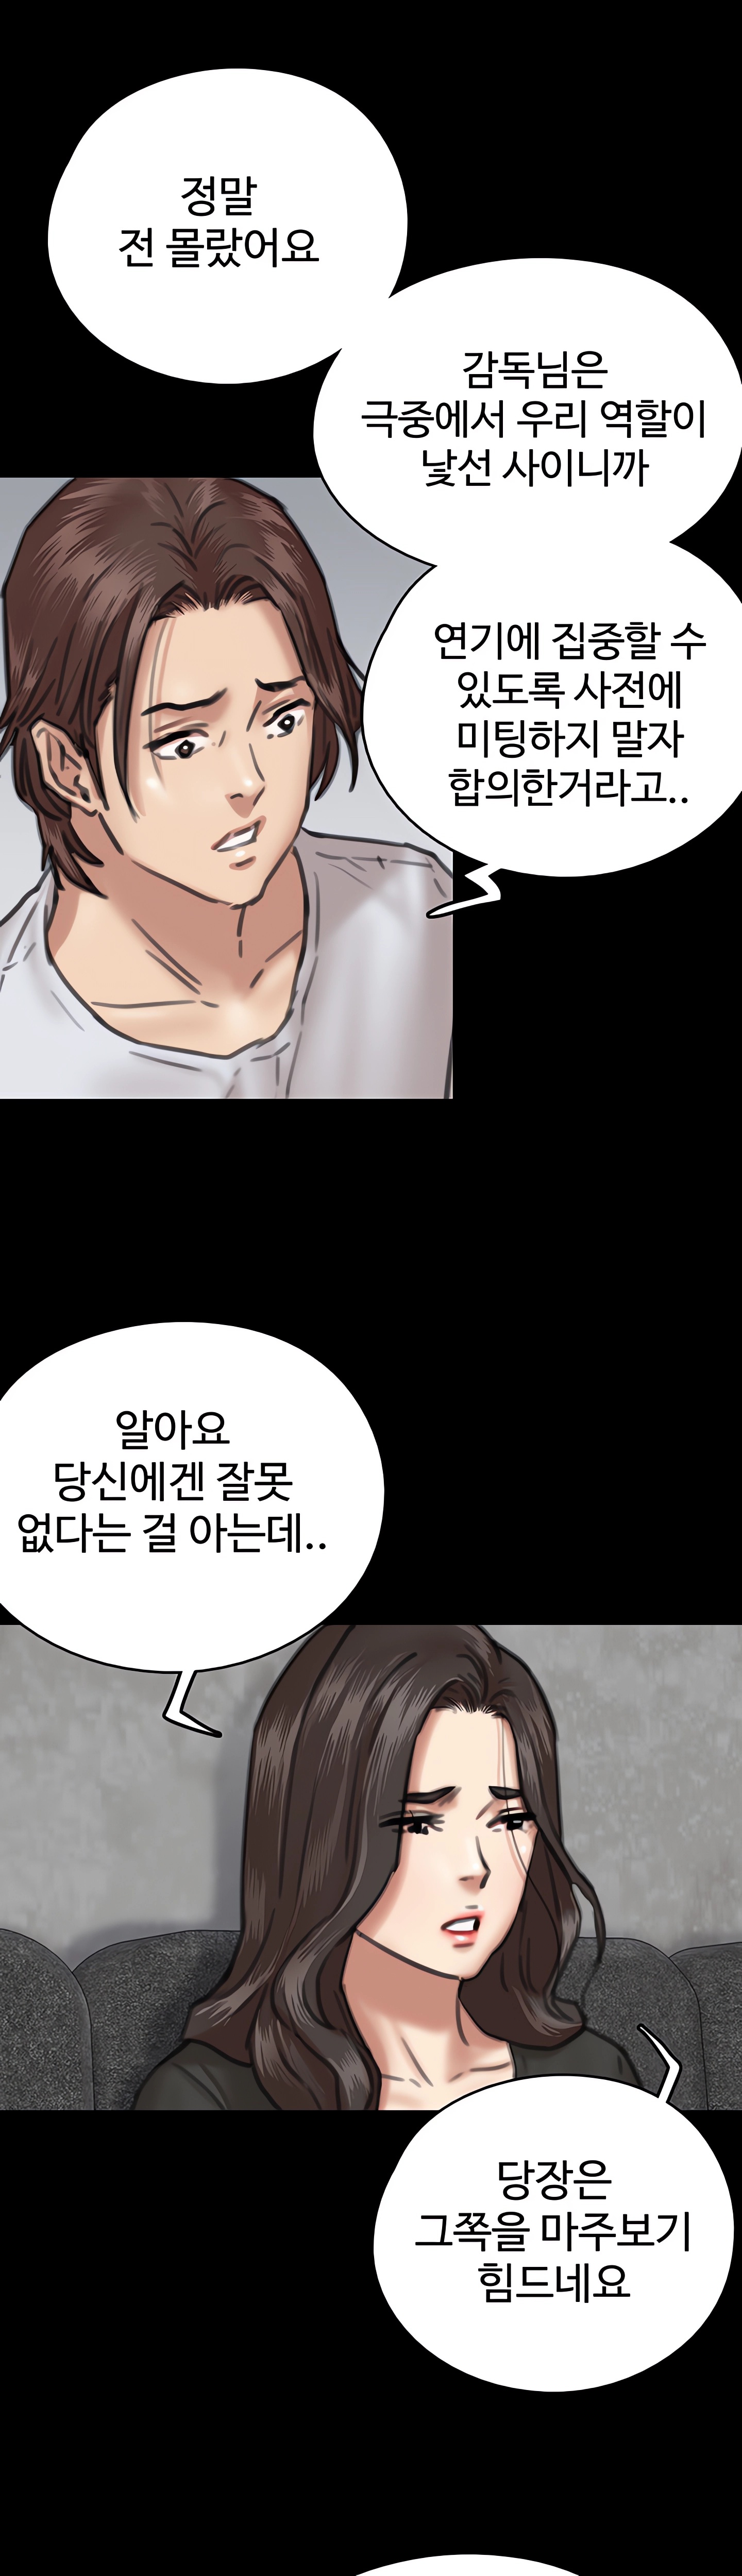 정말
전 몰랐어요
감독님은
극중에서 우리 역할이
낯선 사이니까
연기에 집중할 수
있도록 사전에
미팅하지 말자
합의한거라고..
알아요
당신에겐 잘못
없다는 걸 아는데..
당장은
그쪽을 마주보기
힘드네요